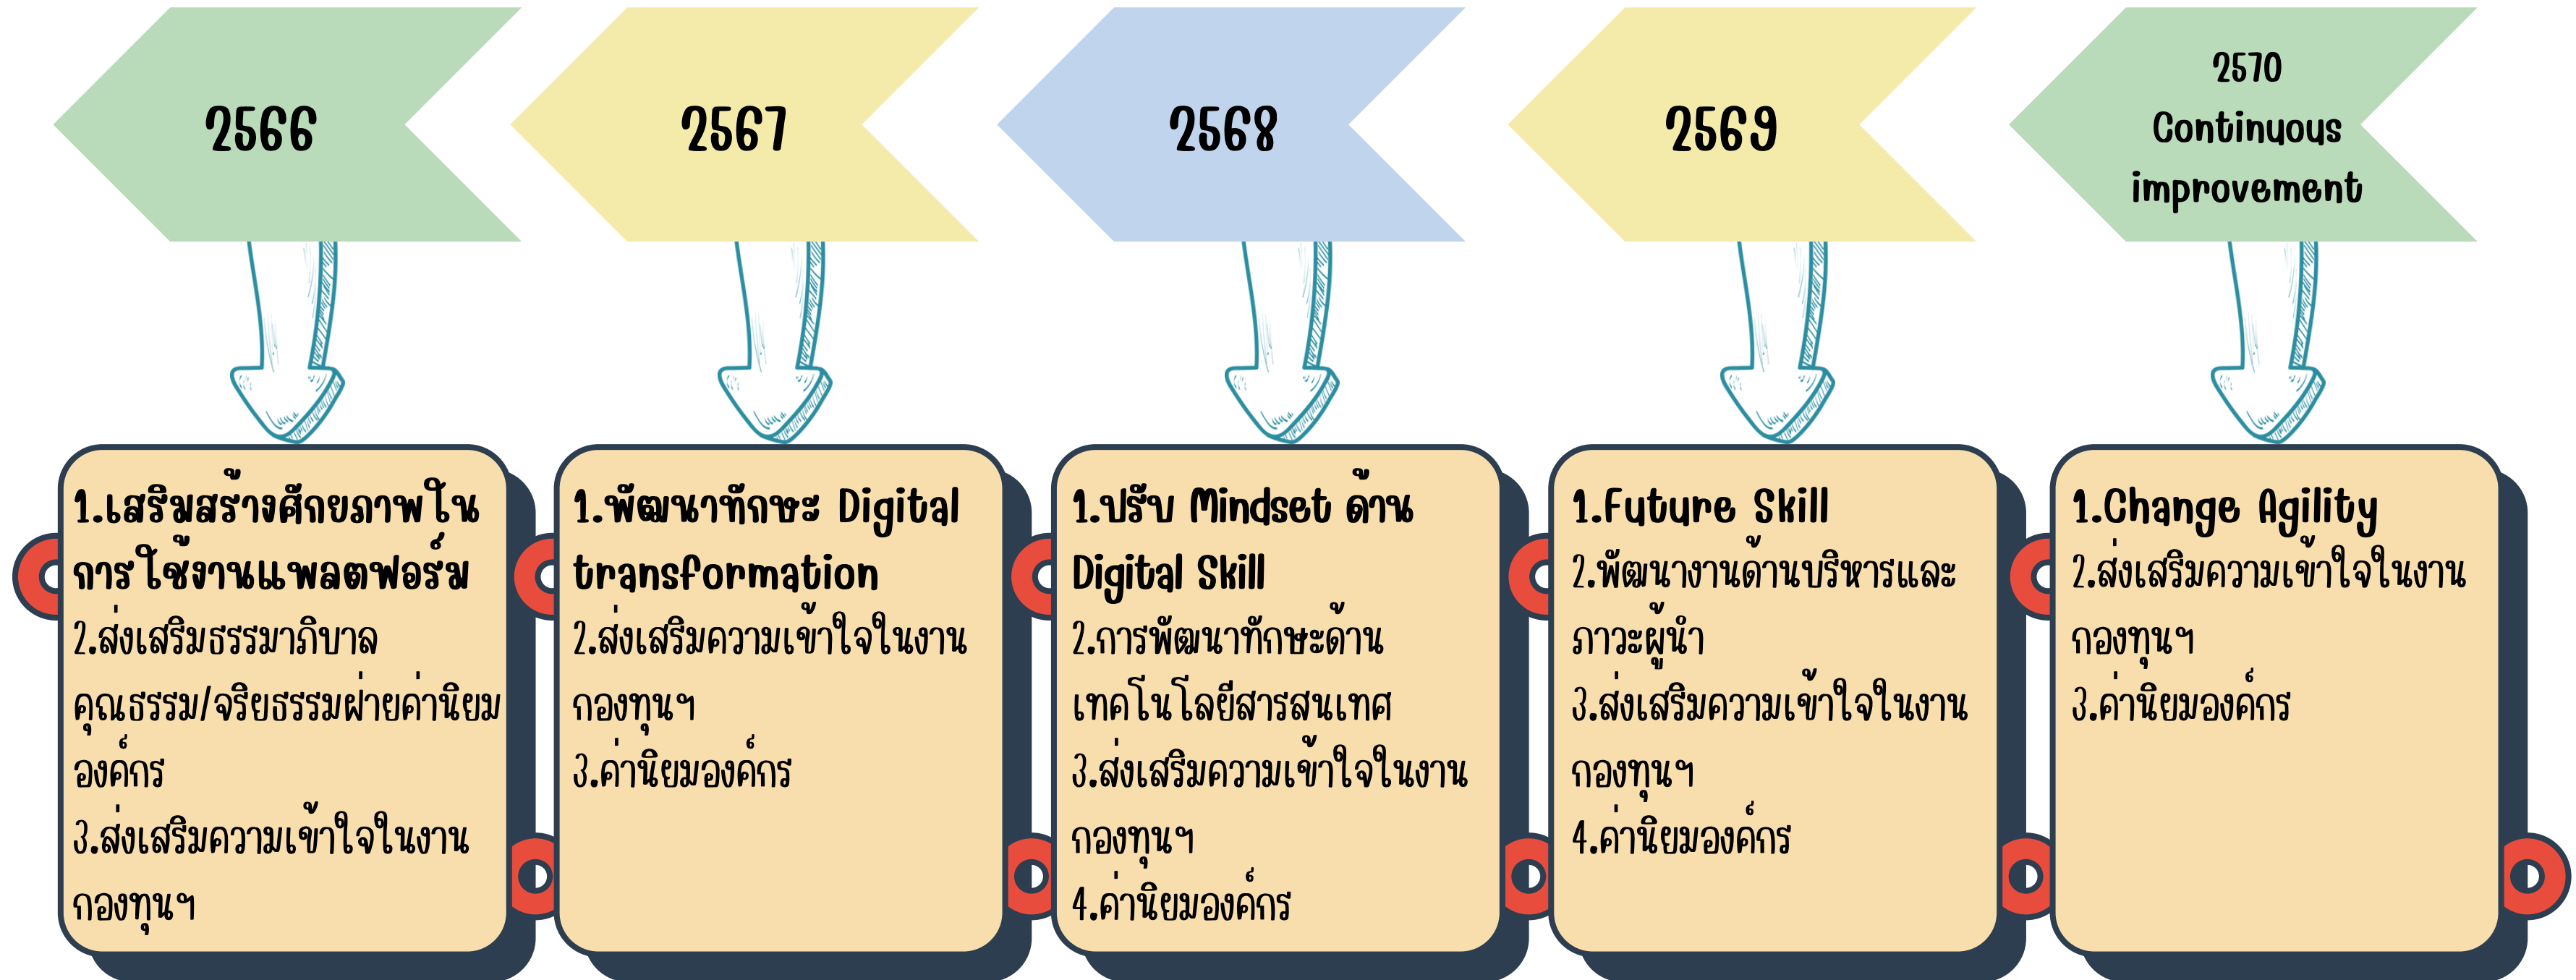 2566
2567
2568
2569
2570
Continuous
improvement
1.เสริมสร้างศักยภาพใน
การใช้งานแพลตฟอร์ม
2.ส่งเสริมธรรมาภิบาล
คุณธรรม/จริยธรรมฝ่ายค่านิยม
องค์กร
3.ส่งเสริมความเข้าใจในงาน
กองทุนฯ
1.พัฒนาทักษะ Digital
transformation
2.ส่งเสริมความเข้าใจในงาน
กองทุนฯ
3.ค่านิยมองค์กร
1.ปรับ Mindset ด้าน
Digital Skill
2.การพัฒนาทักษะด้าน
เทคโนโลยีสารสนเทศ
3.ส่งเสริมความเข้าใจในงาน
กองทุนฯ
4.ค่านิยมองค์กร
1.Future Skill
2.พัฒนางานด้านบริหารและ
ภาวะผู้นำ
3.ส่งเสริมความเข้าใจในงาน
กองทุนฯ
4.ค่านิยมองค์กร
1.Change Agility
2.ส่งเสริมความเข้าใจในงาน
กองทุนฯ
3.ค่านิยมองค์กร